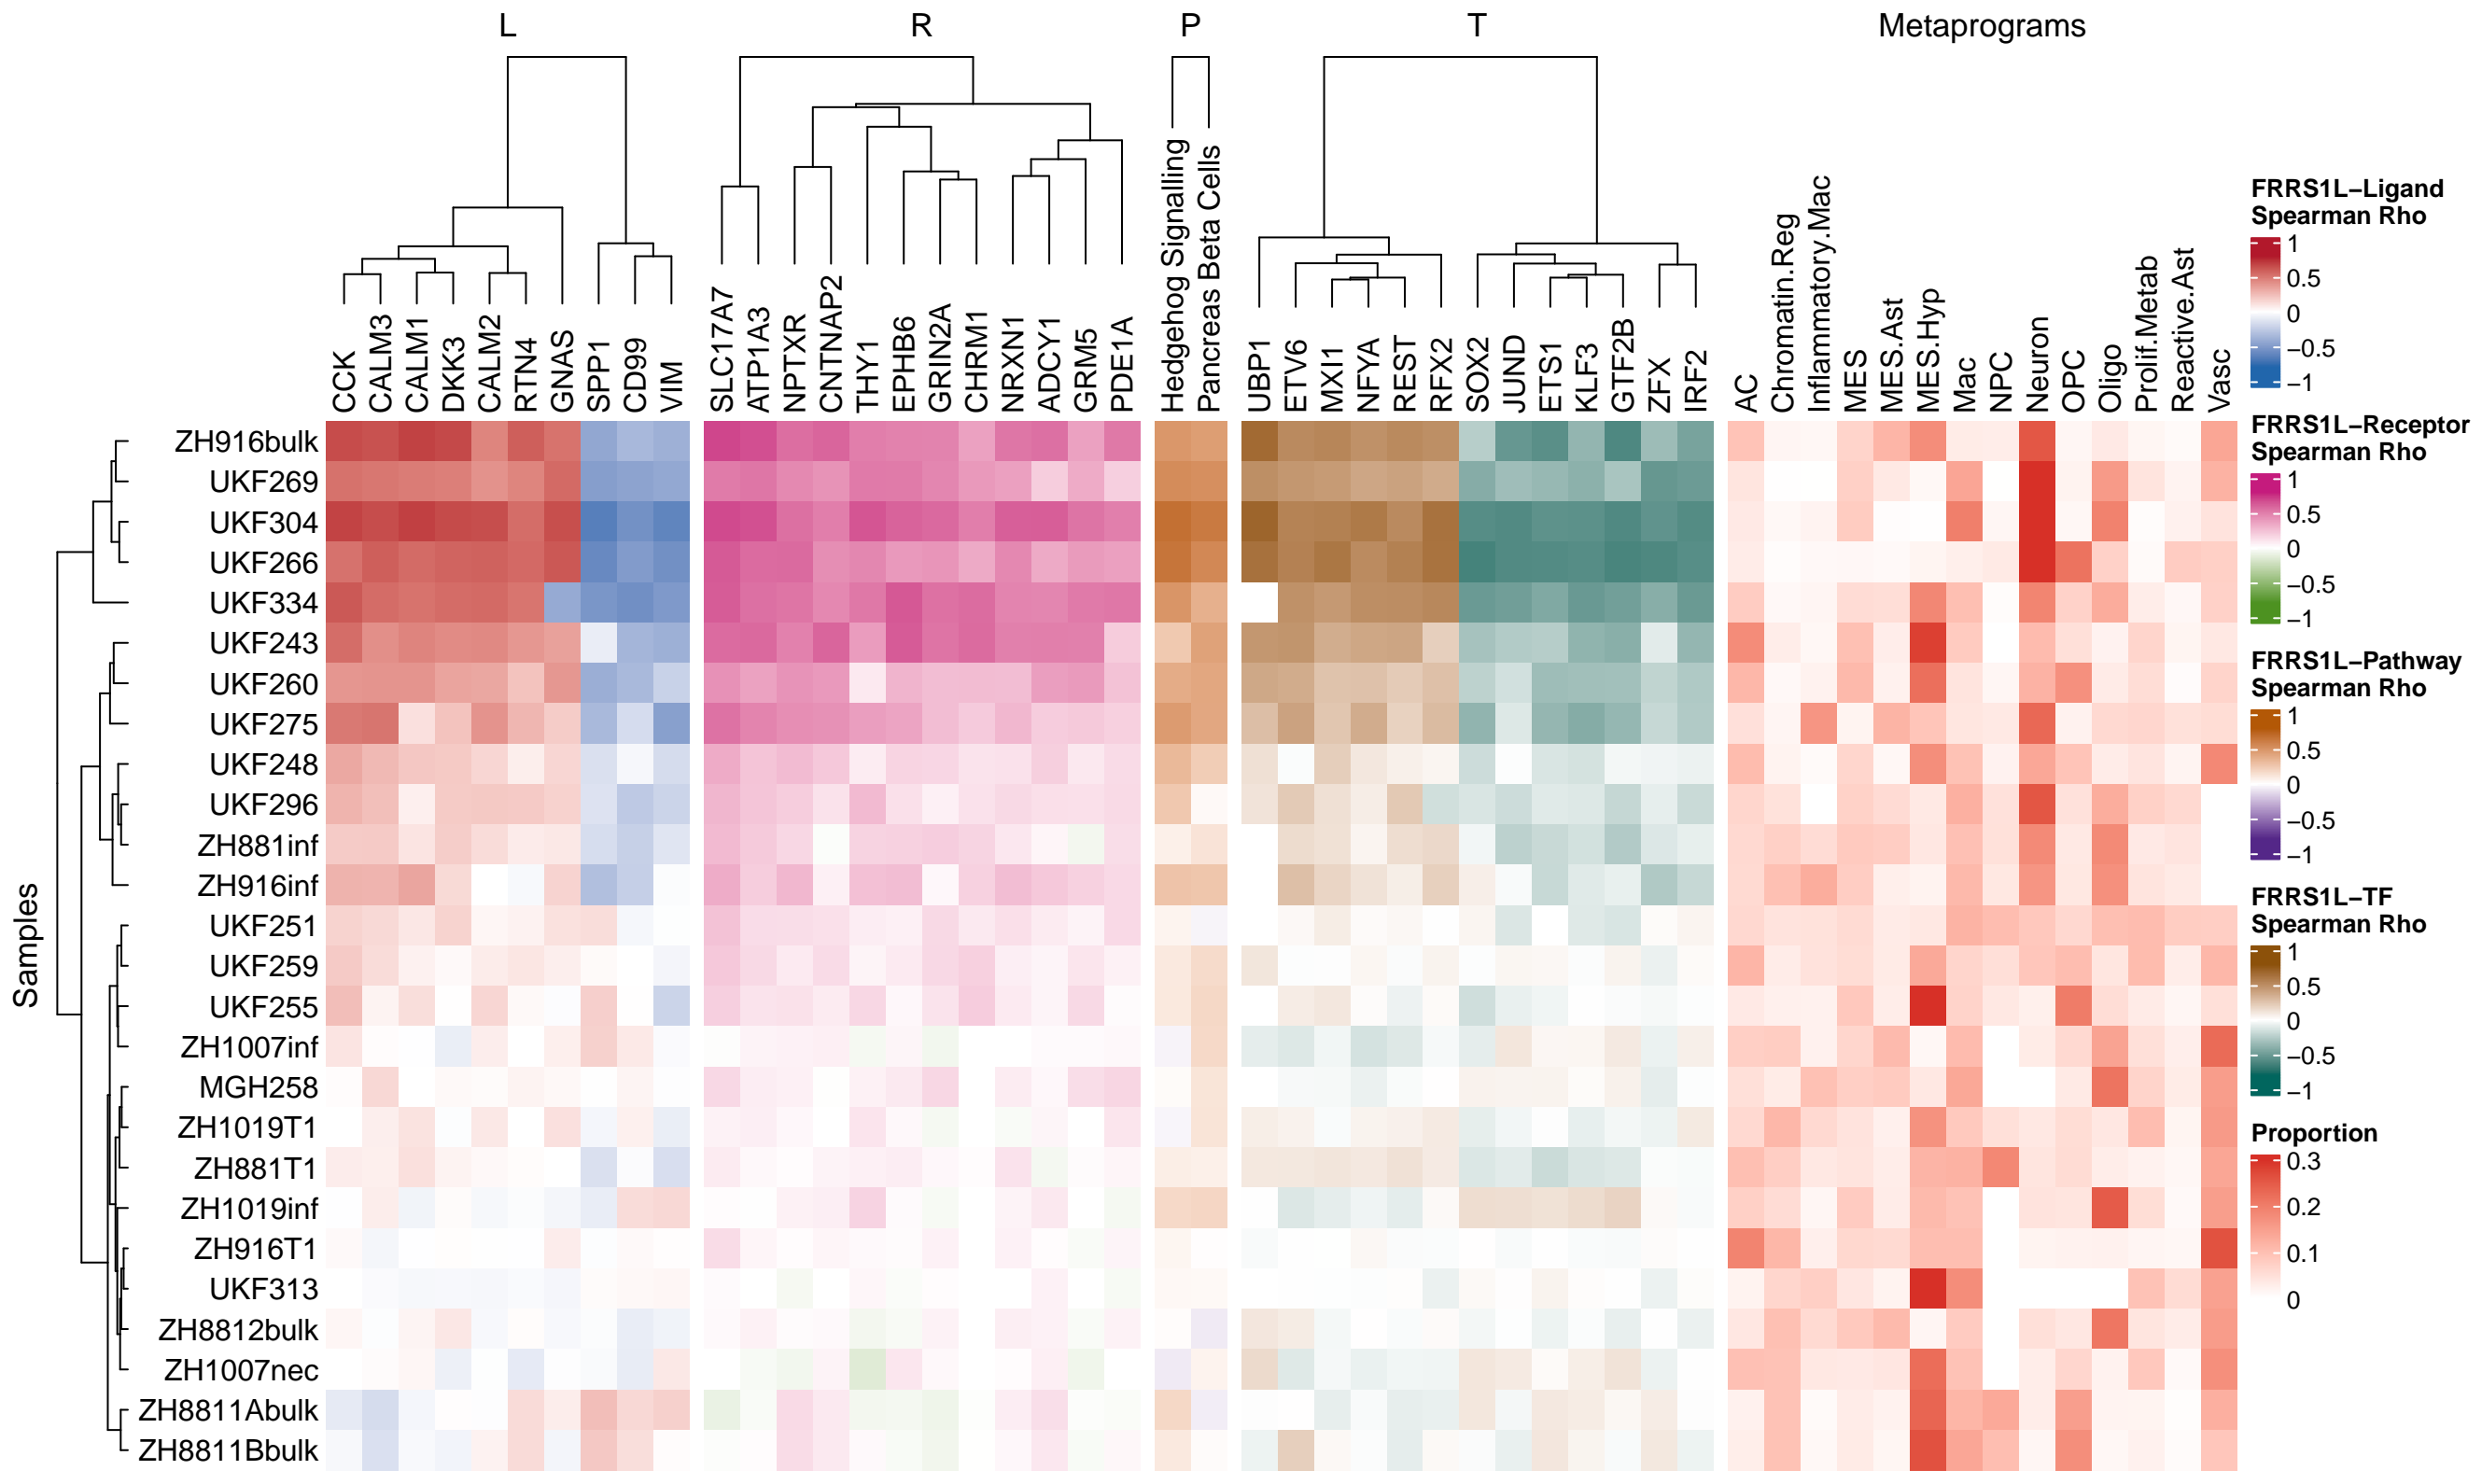 L R P T Metaprograms
CCK CALM3 CALM1 DKK3 CALM2 RTN4 GNAS SPP1 CD99 VIM
SLC17A7 ATP1A3 NPTXR CNTNAP2 THY1 EPHB6 GRIN2A CHRM1 NRXN1 ADCY1 GRM5 PDE1A
Hedgehog Signalling
Pancreas Beta Cells
UBP1 ETV6 MXI1 NFYA REST RFX2 SOX2 JUND ETS1 KLF3 GTF2B ZFX IRF2
AC Chromatin.Reg Inflammatory.Mac MES MES.Ast MES.Hyp Mac NPC Neuron OPC Oligo Prolif.Metab Reactive.Ast Vasc
Samples
ZH916bulk
UKF269
UKF304
UKF266
UKF334
UKF243
UKF260
UKF275
UKF248
UKF296
ZH881inf
ZH916inf
UKF251
UKF259
UKF255
ZH1007inf
MGH258
ZH1019T1
ZH881T1
ZH1019inf
ZH916T1
UKF313
ZH8812bulk
ZH1007nec
ZH8811Abulk
ZH8811Bbulk
FRRS1L−Ligand
Spearman Rho
1
0.5
0
−0.5
−1
FRRS1L−Receptor
Spearman Rho
1
0.5
0
−0.5
−1
FRRS1L−Pathway
Spearman Rho
1
0.5
0
−0.5
−1
FRRS1L−TF
Spearman Rho
1
0.5
0
−0.5
−1
Proportion
0.3
0.2
0.1
0